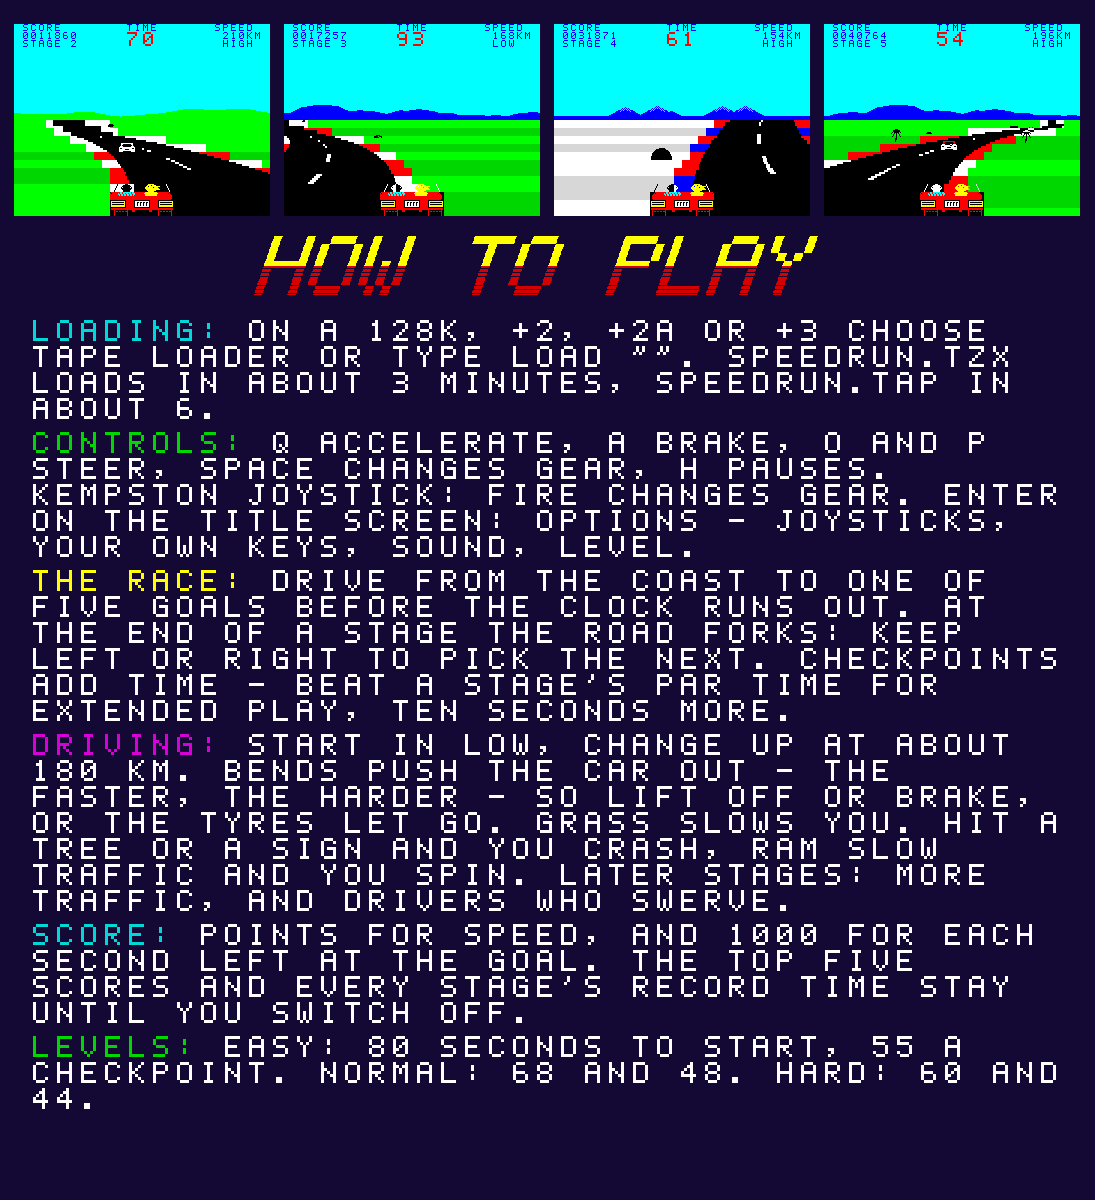 SCORE TIME SPEED
0011360 70 210KM
STAGE 2 HIGH
SCORE TIME SPEED
0017257 93 168KM
STAGE 3 LOW
SCORE TIME SPEED
0031871 61 154KM
STAGE 4 HIGH
SCORE TIME SPEED
0040764 54 196KM
STAGE 5 HIGH
HOW TO PLAY
LOADING: ON A 128K, +2, +2A OR +3 CHOOSE
TAPE LOADER OR TYPE LOAD "". SPEEDRUN.TZX
LOADS IN ABOUT 3 MINUTES, SPEEDRUN.TAP IN
ABOUT 6.
CONTROLS: Q ACCELERATE, A BRAKE, O AND P
STEER, SPACE CHANGES GEAR, H PAUSES.
KEMPSTON JOYSTICK: FIRE CHANGES GEAR. ENTER
ON THE TITLE SCREEN: OPTIONS - JOYSTICKS,
YOUR OWN KEYS, SOUND, LEVEL.
THE RACE: DRIVE FROM THE COAST TO ONE OF
FIVE GOALS BEFORE THE CLOCK RUNS OUT. AT
THE END OF A STAGE THE ROAD FORKS: KEEP
LEFT OR RIGHT TO PICK THE NEXT. CHECKPOINTS
ADD TIME - BEAT A STAGE'S PAR TIME FOR
EXTENDED PLAY, TEN SECONDS MORE.
DRIVING: START IN LOW, CHANGE UP AT ABOUT
180 KM. BENDS PUSH THE CAR OUT - THE
FASTER, THE HARDER - SO LIFT OFF OR BRAKE,
OR THE TYRES LET GO. GRASS SLOWS YOU. HIT A
TREE OR A SIGN AND YOU CRASH, RAM SLOW
TRAFFIC AND YOU SPIN. LATER STAGES: MORE
TRAFFIC, AND DRIVERS WHO SWERVE.
SCORE: POINTS FOR SPEED, AND 1000 FOR EACH
SECOND LEFT AT THE GOAL. THE TOP FIVE
SCORES AND EVERY STAGE'S RECORD TIME STAY
UNTIL YOU SWITCH OFF.
LEVELS: EASY: 80 SECONDS TO START, 55 A
CHECKPOINT. NORMAL: 68 AND 48. HARD: 60 AND
44.